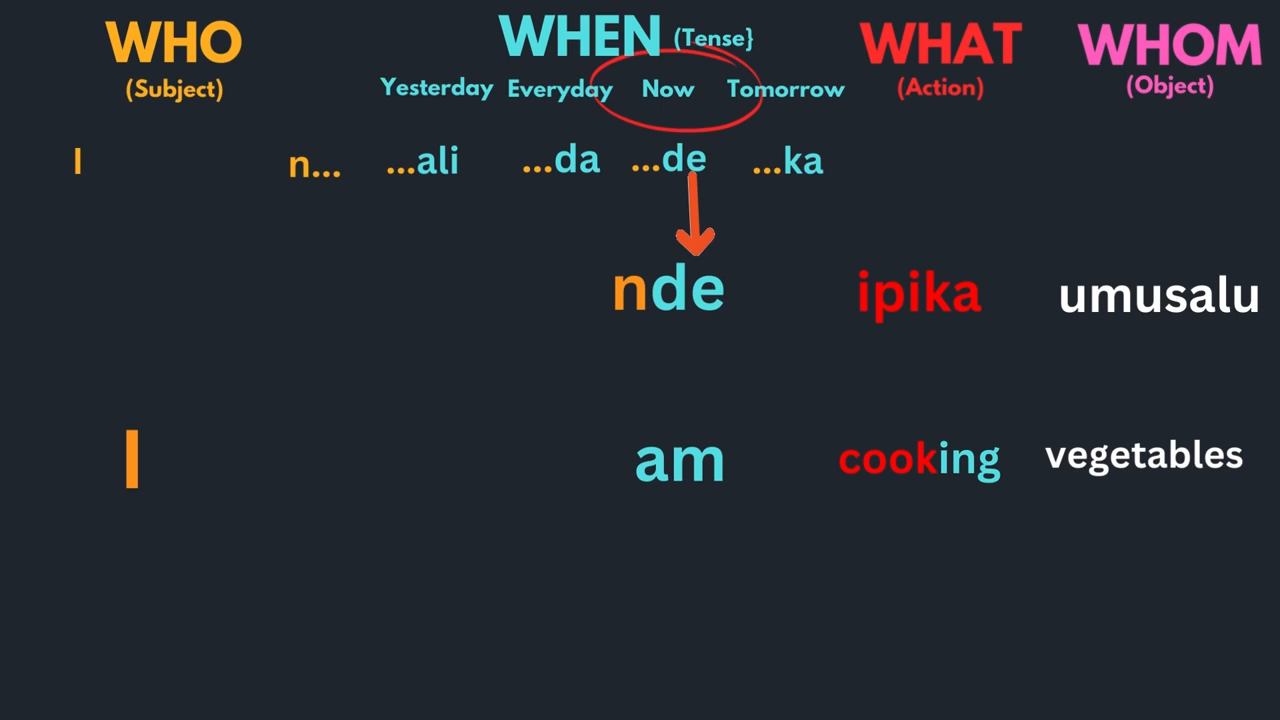 WHO WHEN (Tense} WHAT WHOM
(Subject) Yesterday Everyday Now Tomorrow (Action) (Object)
I n... ...ali ...da ...de ...ka
nde ipika umusalu
I am cooking vegetables